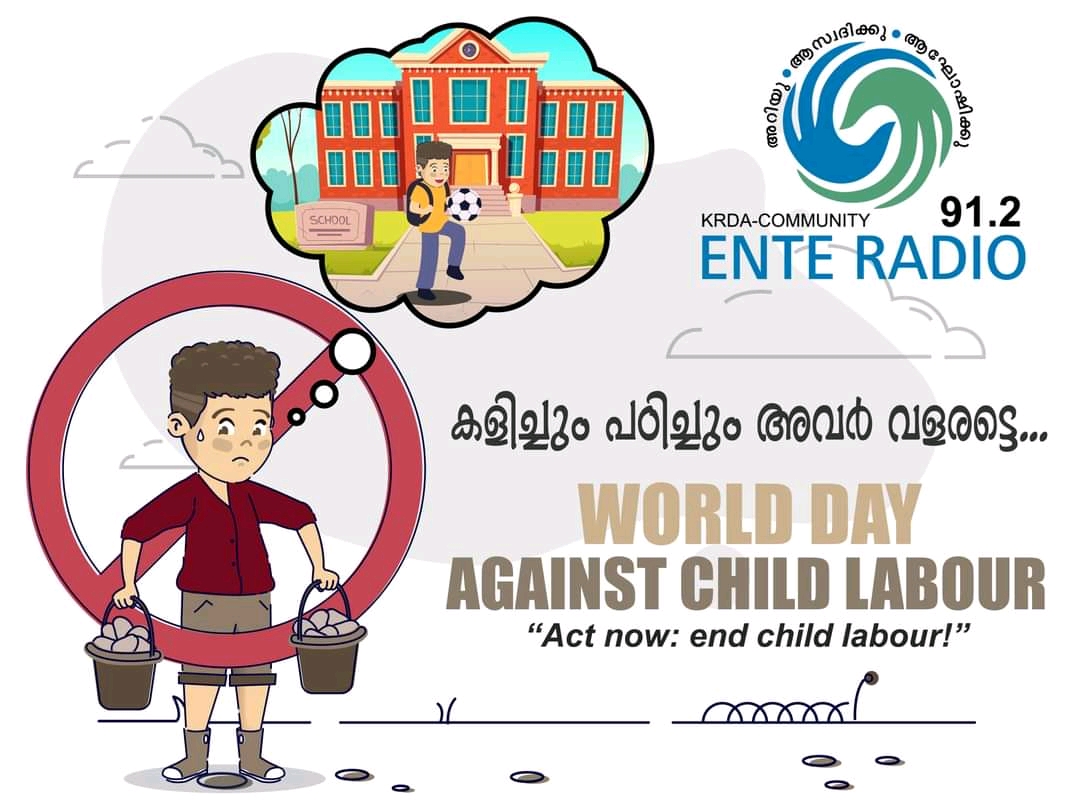 SCHOOL
അറിയൂ • ആസ്വദിക്കൂ • ആഘോഷിക്കൂ
KRDA-COMMUNITY 91.2
ENTE RADIO
കളിച്ചും പഠിച്ചും അവർ വളരട്ടെ...
WORLD DAY
AGAINST CHILD LABOUR
“Act now: end child labour!”